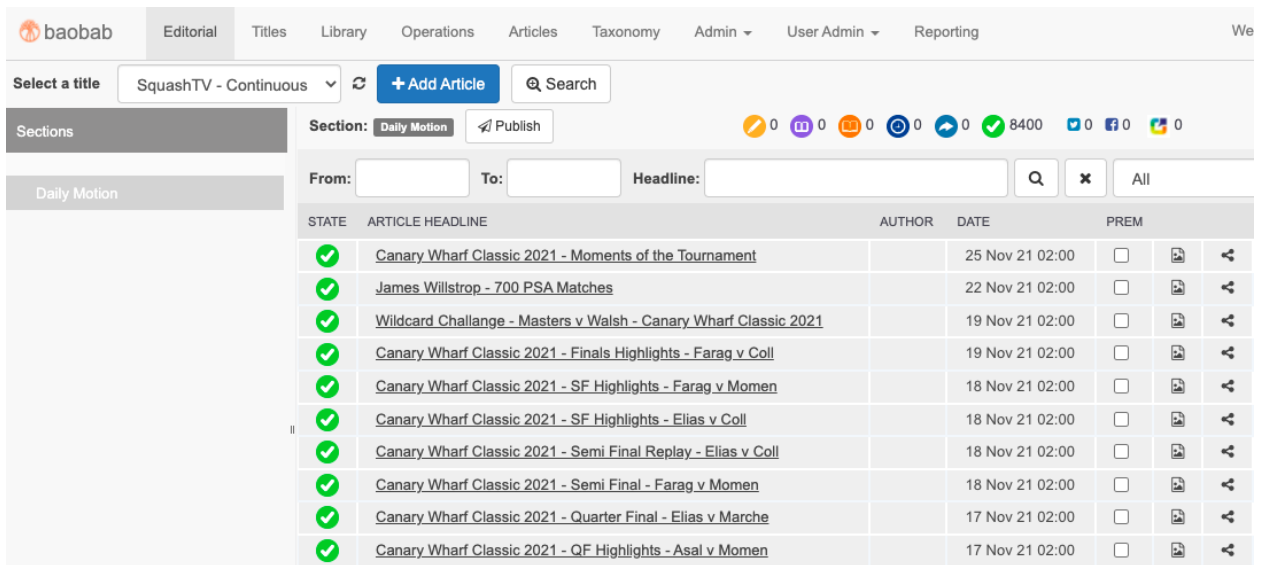 baobab Editorial Titles Library Operations Articles Taxonomy Admin User Admin Reporting We
Select a title SquashTV - Continuous + Add Article Search
Sections
Section: Daily Motion Publish 0 0 0 0 0 8400 0 0 0
Daily Motion
From: To: Headline: All
STATE ARTICLE HEADLINE AUTHOR DATE PREM
Canary Wharf Classic 2021 - Moments of the Tournament 25 Nov 21 02:00
James Willstrop - 700 PSA Matches 22 Nov 21 02:00
Wildcard Challange - Masters v Walsh - Canary Wharf Classic 2021 19 Nov 21 02:00
Canary Wharf Classic 2021 - Finals Highlights - Farag v Coll 19 Nov 21 02:00
Canary Wharf Classic 2021 - SF Highlights - Farag v Momen 18 Nov 21 02:00
Canary Wharf Classic 2021 - SF Highlights - Elias v Coll 18 Nov 21 02:00
Canary Wharf Classic 2021 - Semi Final Replay - Elias v Coll 18 Nov 21 02:00
Canary Wharf Classic 2021 - Semi Final - Farag v Momen 18 Nov 21 02:00
Canary Wharf Classic 2021 - Quarter Final - Elias v Marche 17 Nov 21 02:00
Canary Wharf Classic 2021 - QF Highlights - Asal v Momen 17 Nov 21 02:00